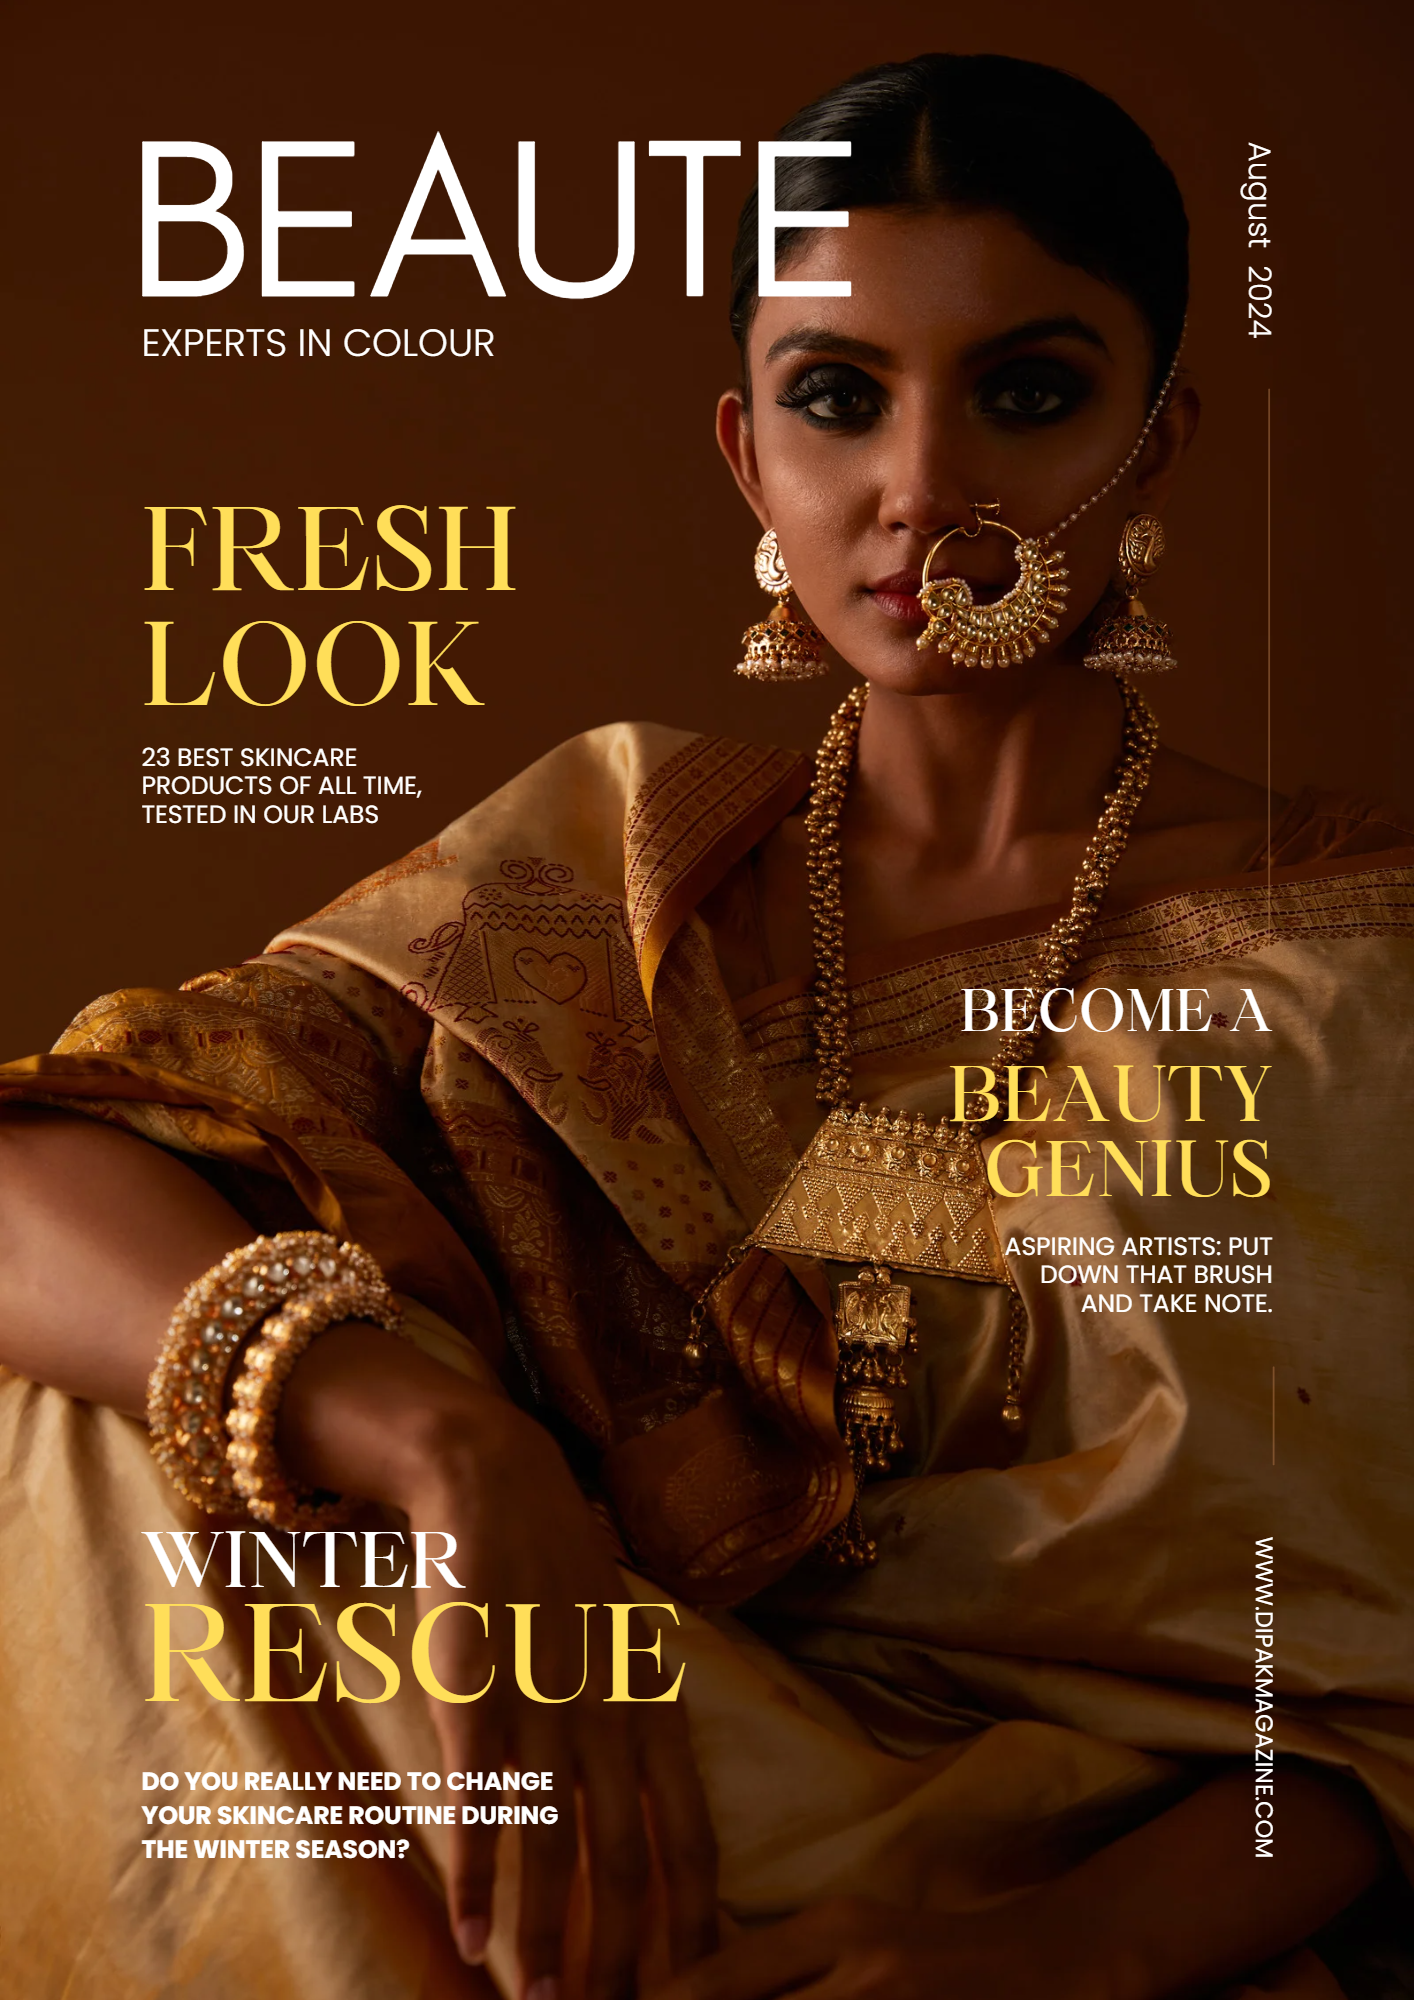 BEAUTE
EXPERTS IN COLOUR
August 2024
FRESH
LOOK
23 BEST SKINCARE
PRODUCTS OF ALL TIME,
TESTED IN OUR LABS
BECOME A
BEAUTY
GENIUS
ASPIRING ARTISTS: PUT
DOWN THAT BRUSH
AND TAKE NOTE.
WINTER
RESCUE
DO YOU REALLY NEED TO CHANGE
YOUR SKINCARE ROUTINE DURING
THE WINTER SEASON?
WWW.DIPAKMAGAZINE.COM